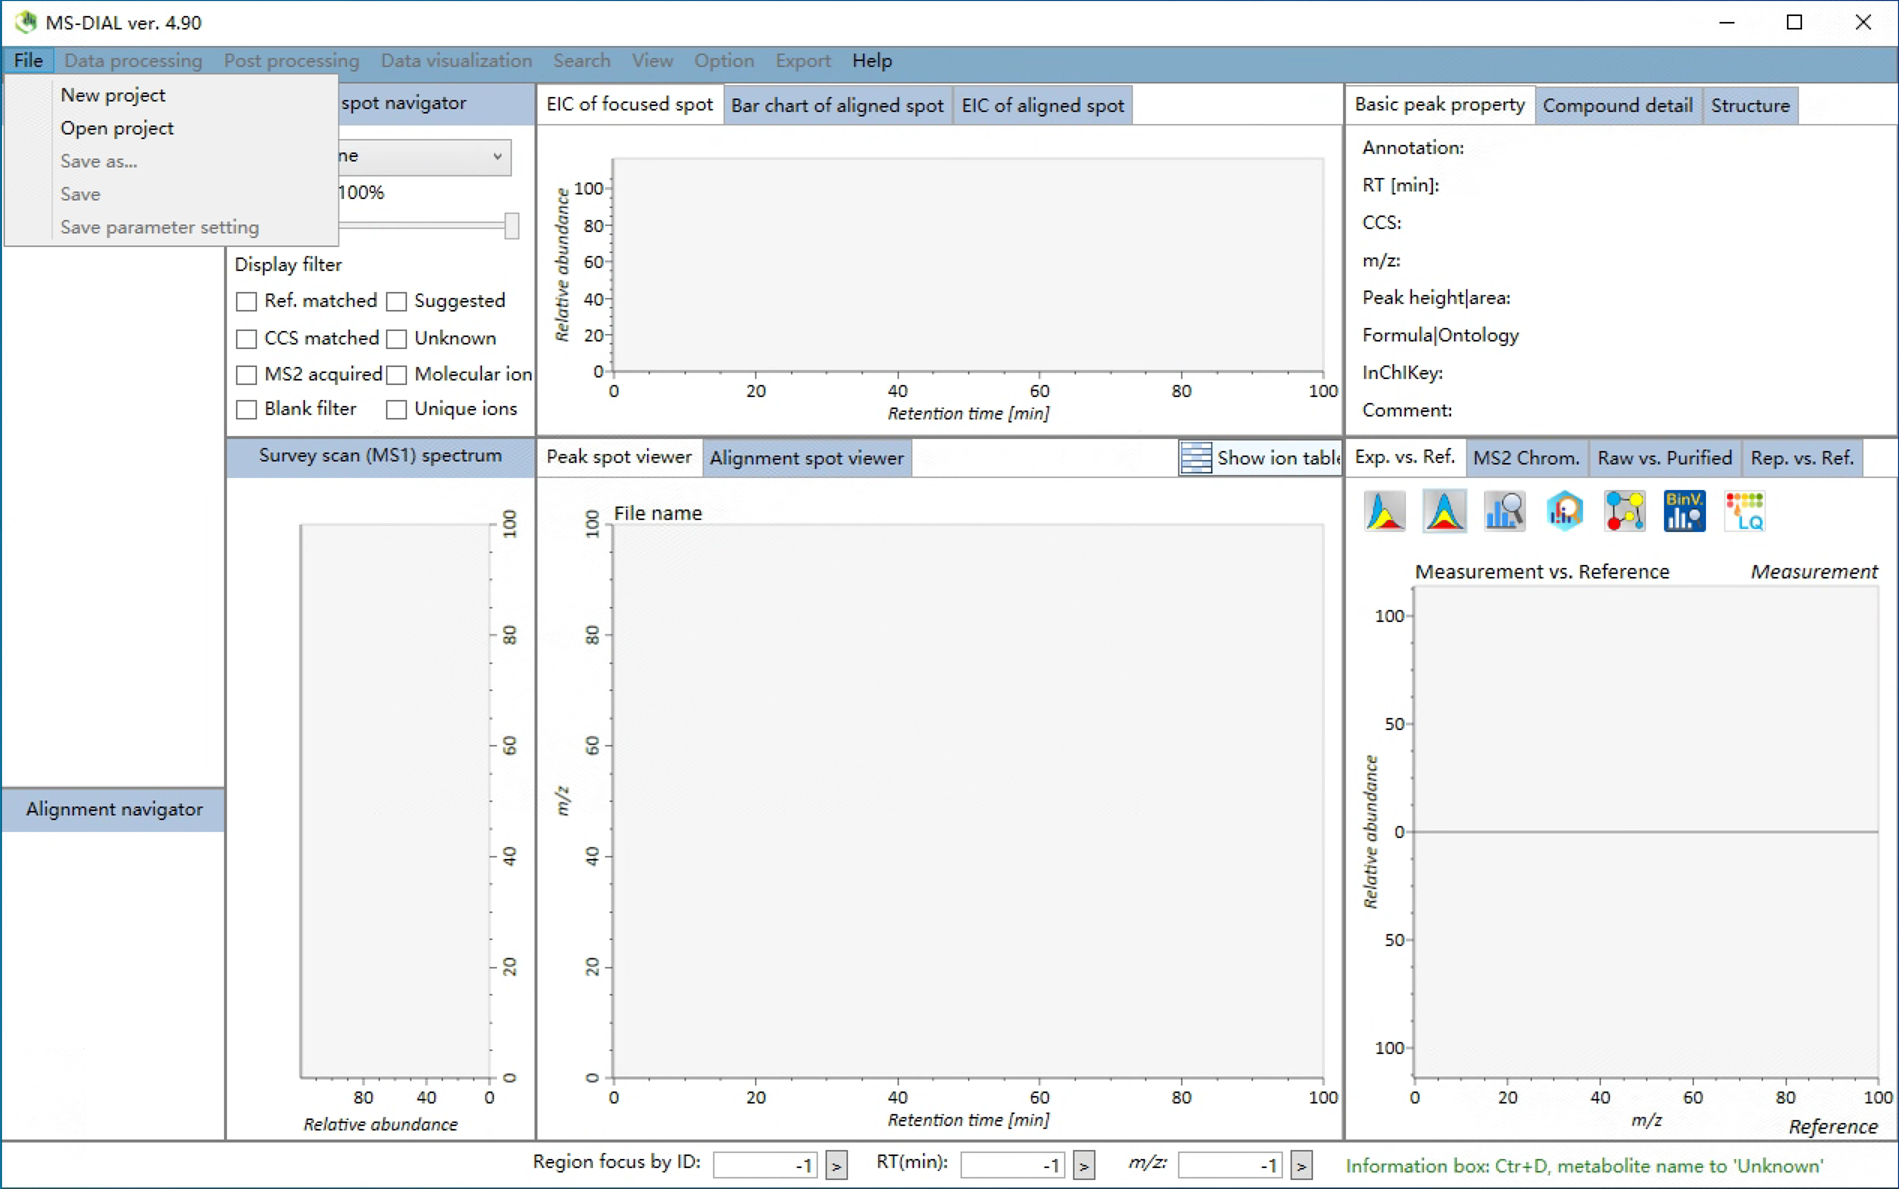 MS-DIAL ver. 4.90
File Data processing Post processing Data visualization Search View Option Export Help
New project
Open project
Save as...
Save
Save parameter setting
spot navigator
ne
100%
Display filter
Ref. matched Suggested
CCS matched Unknown
MS2 acquired Molecular ion
Blank filter Unique ions
EIC of focused spot Bar chart of aligned spot EIC of aligned spot
Relative abundance
100
80
60
40
20
0
0 20 40 60 80 100
Retention time [min]
Basic peak property Compound detail Structure
Annotation:
RT [min]:
CCS:
m/z:
Peak height|area:
Formula|Ontology
InChIKey:
Comment:
Alignment navigator
Survey scan (MS1) spectrum
100
80
60
40
20
0
80 40 0
Relative abundance
Peak spot viewer Alignment spot viewer Show ion table
File name
100
80
60
40
20
0
m/z
0 20 40 60 80 100
Retention time [min]
Exp. vs. Ref. MS2 Chrom. Raw vs. Purified Rep. vs. Ref.
BinV.
LQ
Measurement vs. Reference Measurement
100
50
0
50
100
Relative abundance
0 20 40 60 80 100
m/z
Reference
Region focus by ID: -1 > RT(min): -1 > m/z: -1 > Information box: Ctr+D, metabolite name to 'Unknown'